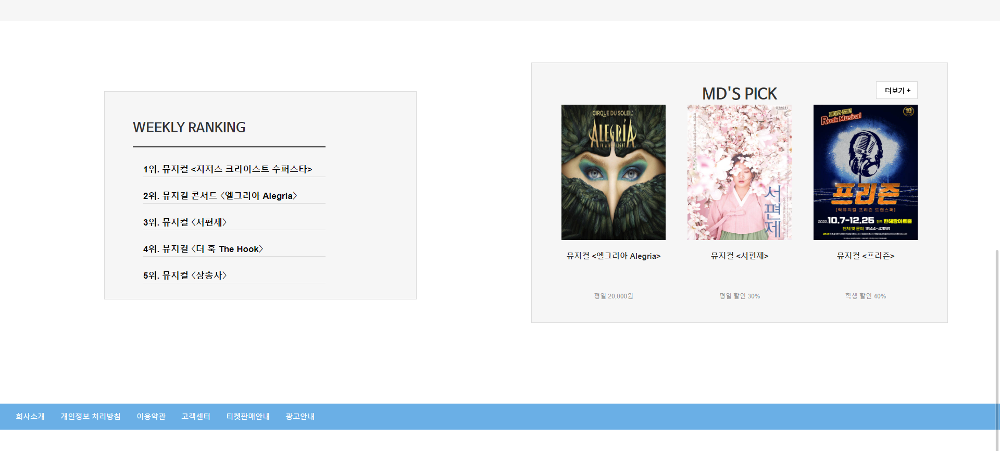 WEEKLY RANKING
1위. 뮤지컬 <지저스 크라이스트 수퍼스타>
2위. 뮤지컬 콘서트 〈엘그리아 Alegria〉
3위. 뮤지컬 〈서편제〉
4위. 뮤지컬 〈더 훅 The Hook〉
5위. 뮤지컬 〈삼총사〉
MD'S PICK
더보기 +
CIRQUE DU SOLEIL
ALEGRÍA
IN A NEW LIGHT
뮤지컬 <엘그리아 Alegria>
평일 20,000원
PAGE1
서편제
뮤지컬 <서편제>
평일 할인 30%
Rock Musical
10
프리즌
[락뮤지컬 프리즌 트랜스퍼]
2022. 10.7-12.25 전주 한해랑아트홀
단체 및 문의 1644-4356
뮤지컬 <프리즌>
학생 할인 40%
회사소개 개인정보 처리방침 이용약관 고객센터 티켓판매안내 광고안내